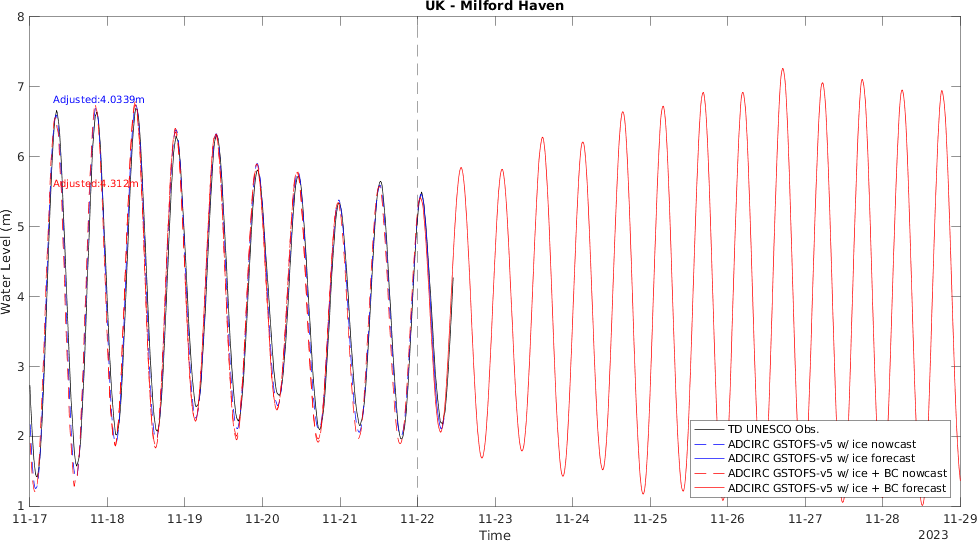 UK - Milford Haven
8
7
6
5
4
3
2
1
Water Level (m)
Adjusted:4.0339m
Adjusted:4.312m
TD UNESCO Obs.
ADCIRC GSTOFS-v5 w/ ice nowcast
ADCIRC GSTOFS-v5 w/ ice forecast
ADCIRC GSTOFS-v5 w/ ice + BC nowcast
ADCIRC GSTOFS-v5 w/ ice + BC forecast
11-17 11-18 11-19 11-20 11-21 11-22 11-23 11-24 11-25 11-26 11-27 11-28 11-29
Time
2023